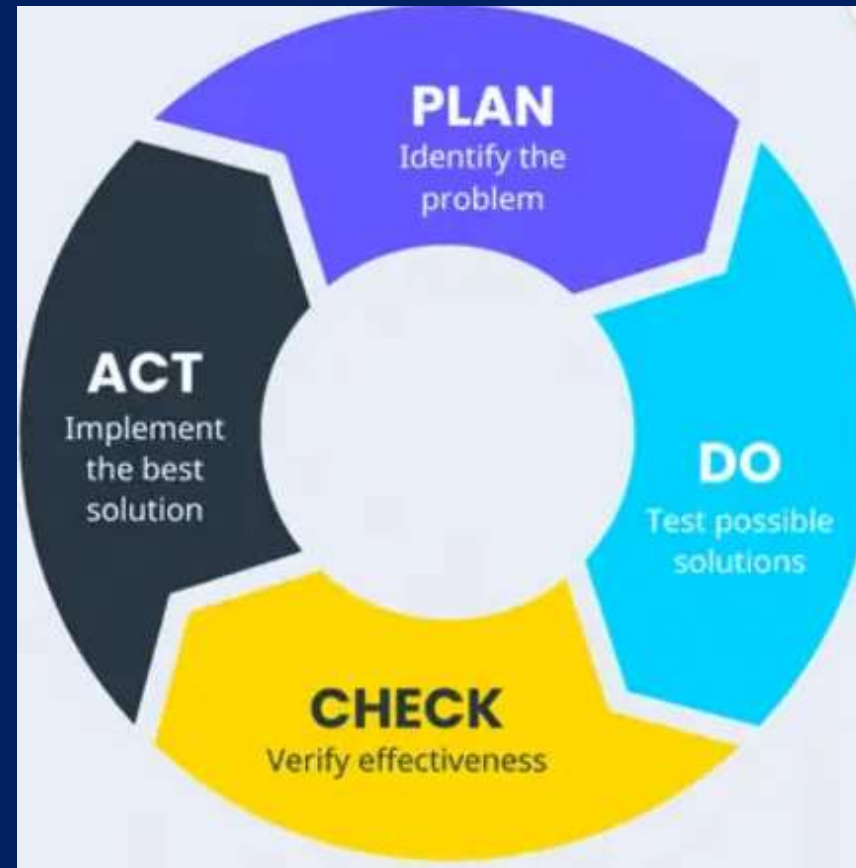 PLAN
Identify the
problem
DO
Test possible
solutions
CHECK
Verify effectiveness
ACT
Implement
the best
solution